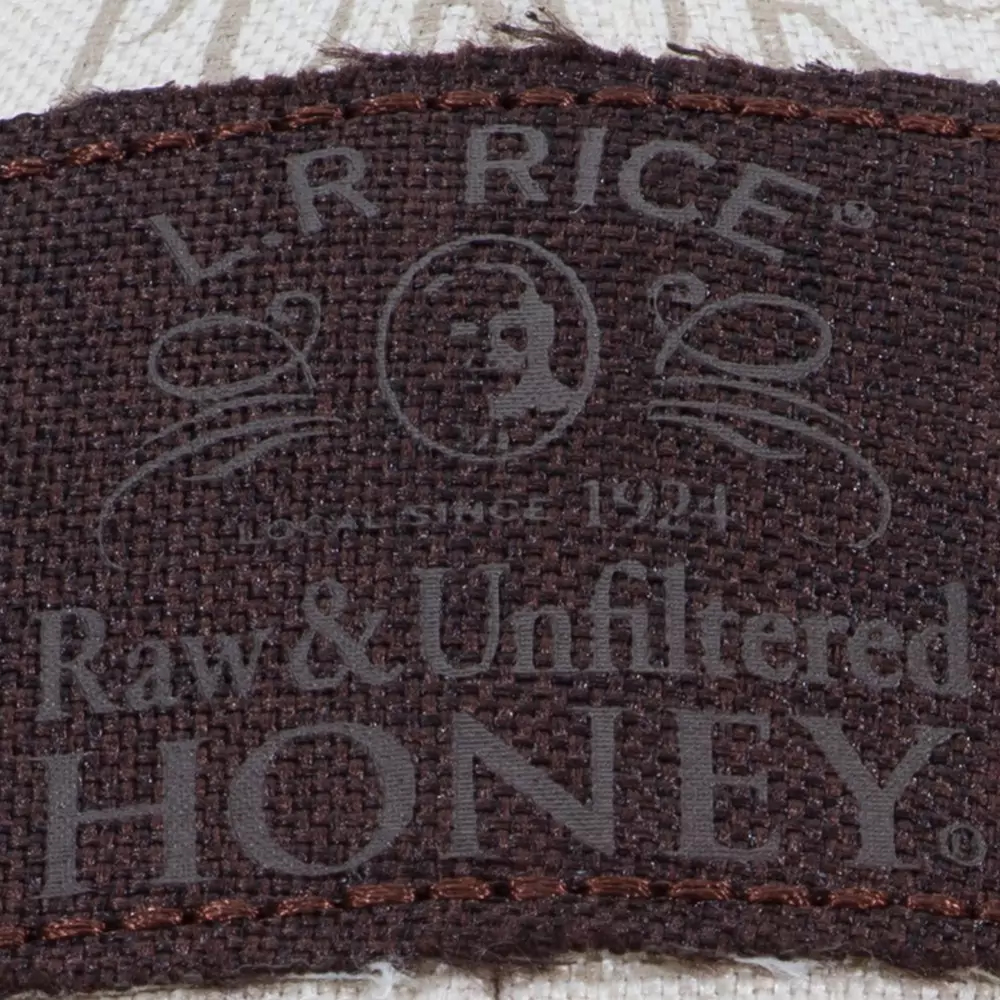 L.R RICE®
LOCAL SINCE 1924
Raw & Unfiltered
HONEY®